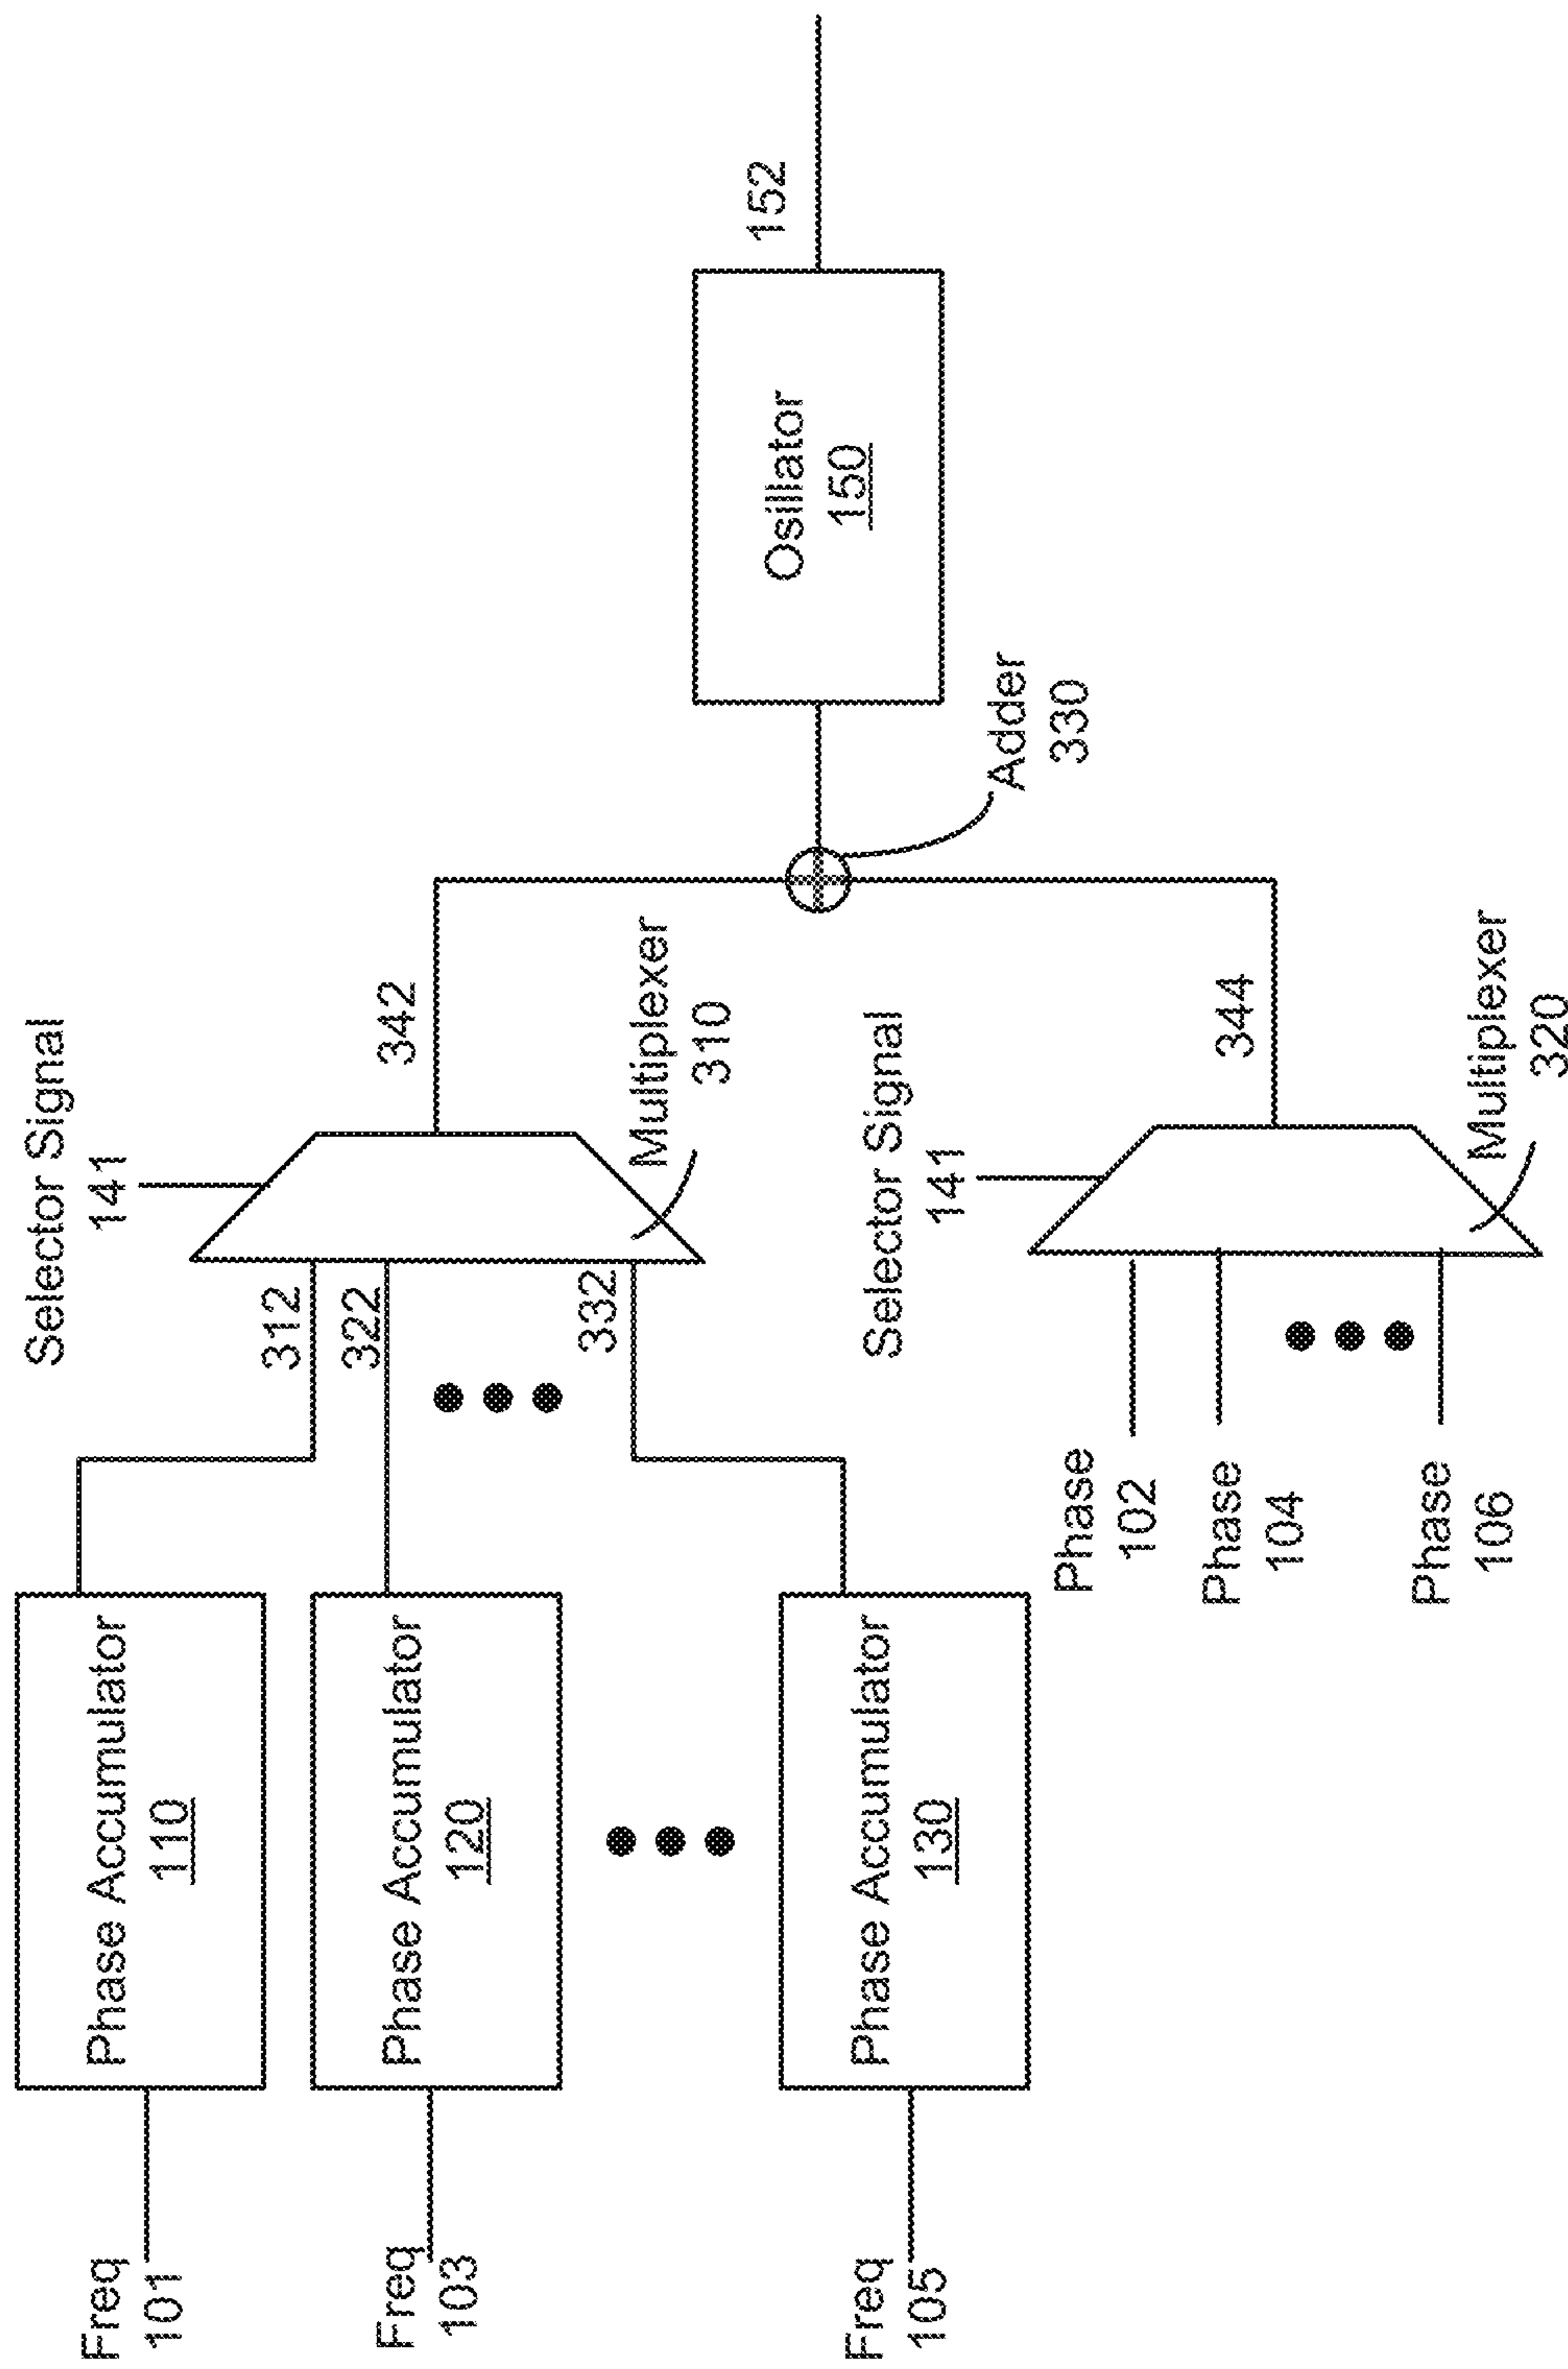 Freq
101
Phase Accumulator
110
312
Selector Signal
141
Freq
103
Phase Accumulator
120
322
342
Multiplexer
310
Freq
105
Phase Accumulator
130
332
Osillator
150
152
Adder
330
Selector Signal
141
Phase
102
Phase
104
344
Phase
106
Multiplexer
320